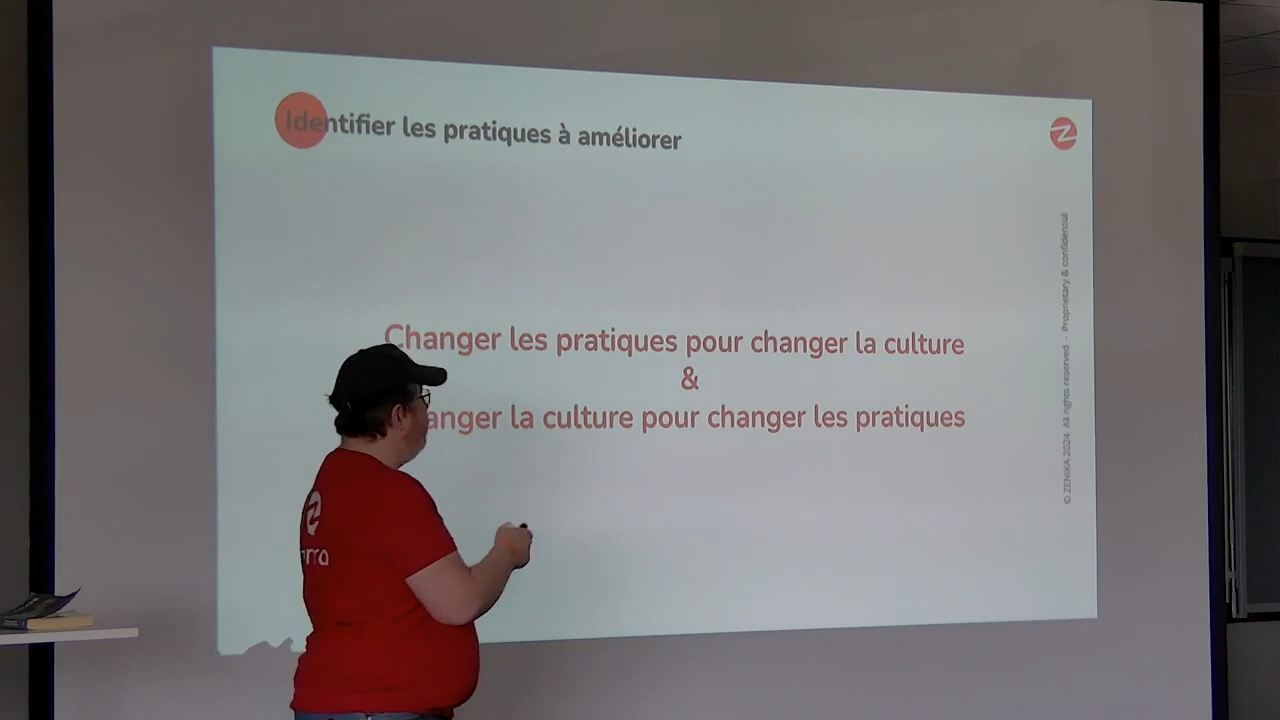 Identifier les pratiques à améliorer
Changer les pratiques pour changer la culture
&
anger la culture pour changer les pratiques
© ZENIKA 2024 All rights reserved - Proprietary & confidential